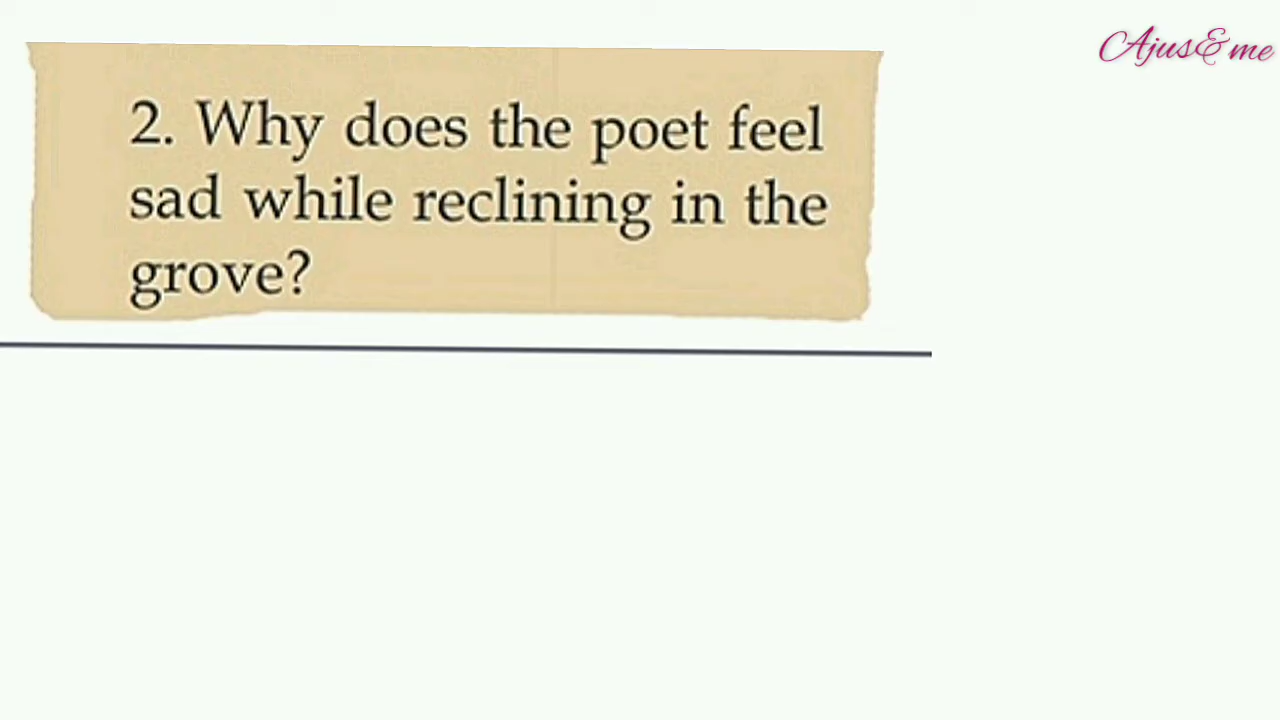 Ajus& me
2. Why does the poet feel
sad while reclining in the
grove?